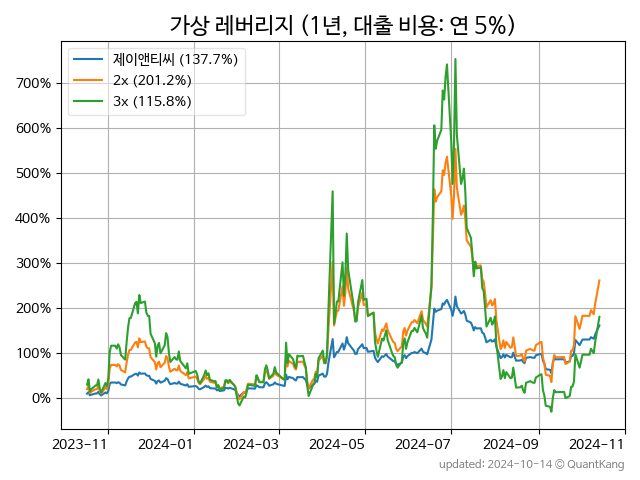 가상 레버리지 (1년, 대출 비용: 연 5%)
제이앤티씨 (137.7%)
2x (201.2%)
3x (115.8%)
700%
600%
500%
400%
300%
200%
100%
0%
2023-11 2024-01 2024-03 2024-05 2024-07 2024-09 2024-11
updated: 2024-10-14 © QuantKang